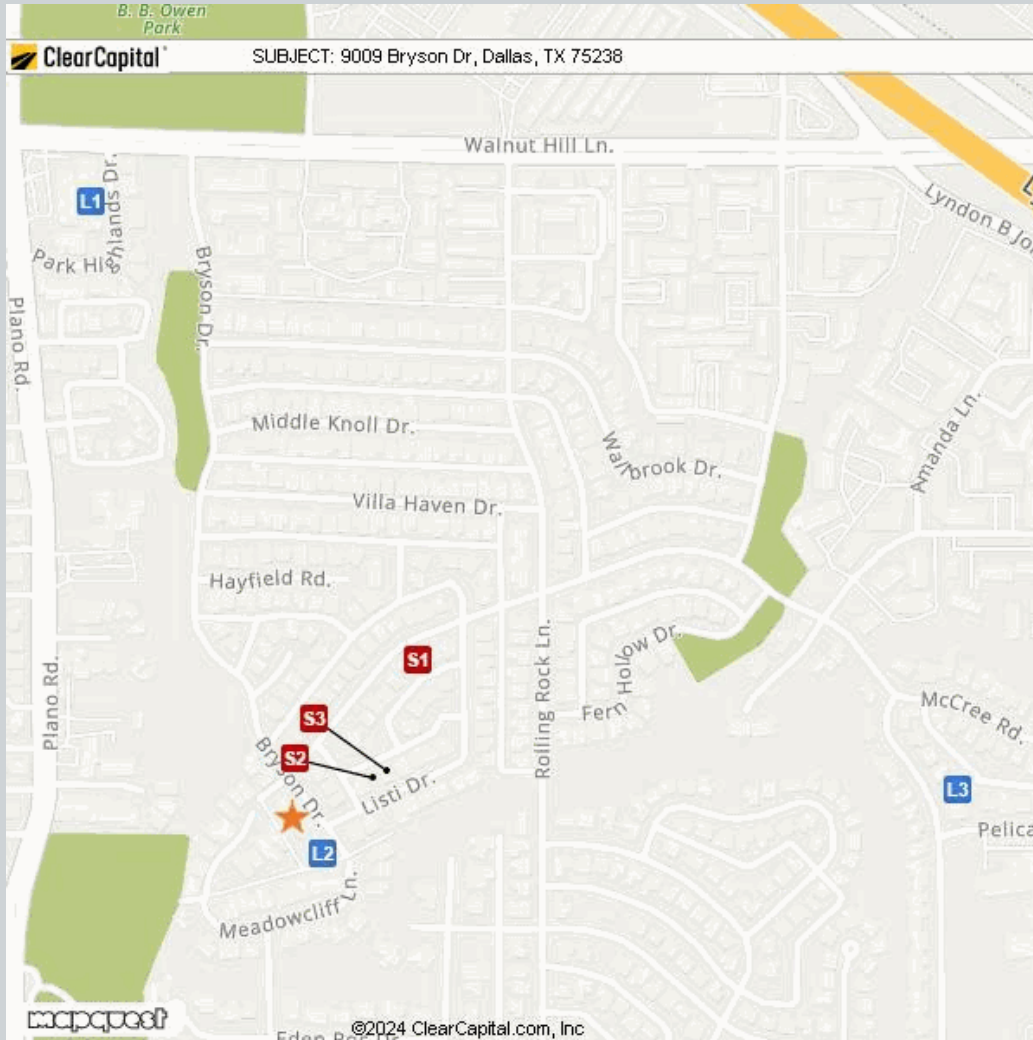 B. B. Owen
Park
ClearCapital
SUBJECT: 9009 Bryson Dr, Dallas, TX 75238
Walnut Hill Ln.
L1
Park Highlands Dr.
Lyndon B Jo
Bryson Dr.
Plano Rd.
Middle Knoll Dr.
Walbrook Dr.
Amanda Ln.
Villa Haven Dr.
Hayfield Rd.
S1
Fern Hollow Dr.
Rolling Rock Ln.
Plano Rd.
McCree Rd.
S3
S2
Bryson Dr.
Listi Dr.
L3
Pelica
L2
Meadowcliff Ln.
mapquest
©2024 ClearCapital.com, Inc